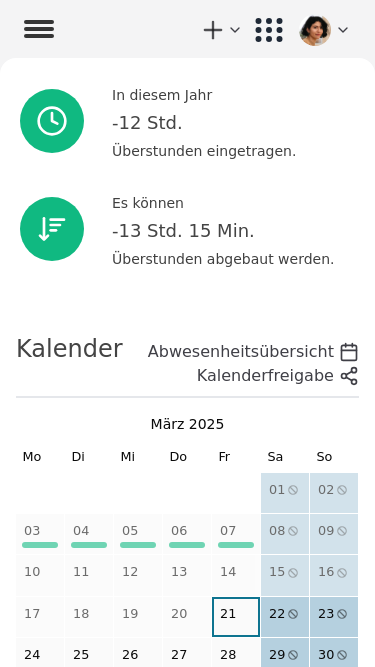 In diesem Jahr
-12 Std.
Überstunden eingetragen.
Es können
-13 Std. 15 Min.
Überstunden abgebaut werden.
Kalender
Abwesenheitsübersicht
Kalenderfreigabe
März 2025
Mo Di Mi Do Fr Sa So
01 02
03 04 05 06 07 08 09
10 11 12 13 14 15 16
17 18 19 20 21 22 23
24 25 26 27 28 29 30